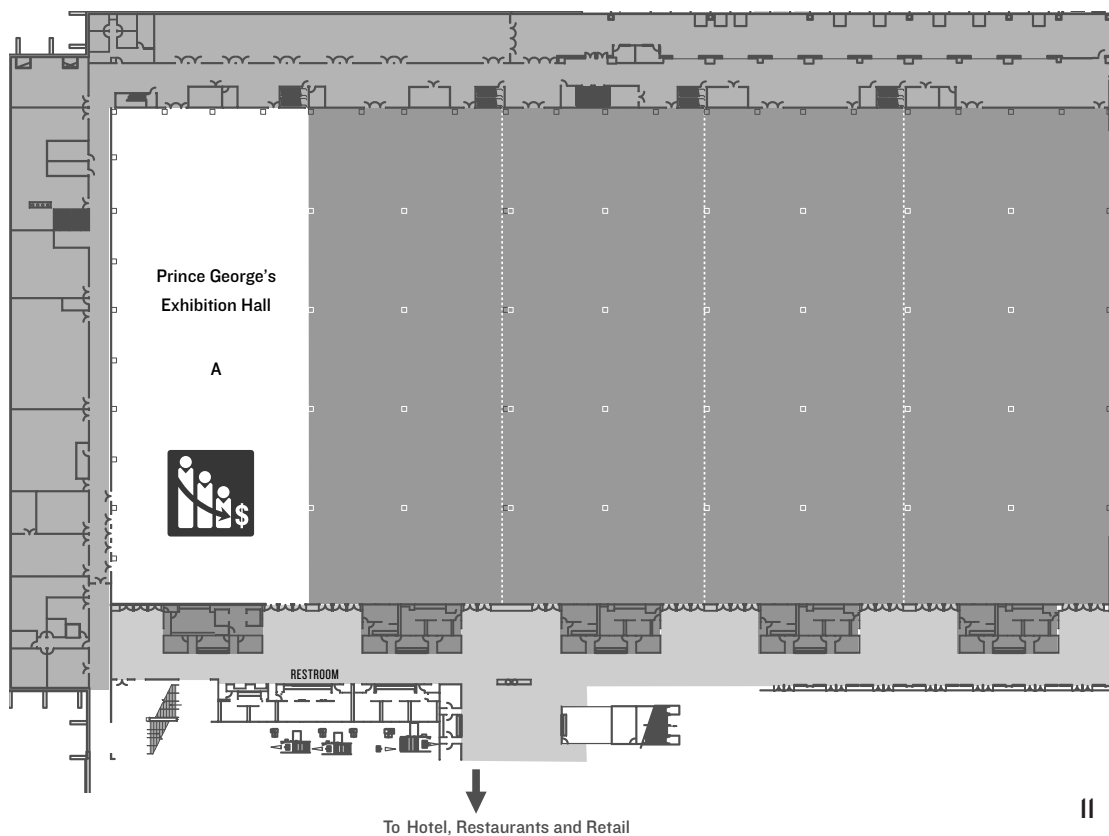 Prince George's
Exhibition Hall
A
$
RESTROOM
To Hotel, Restaurants and Retail
11